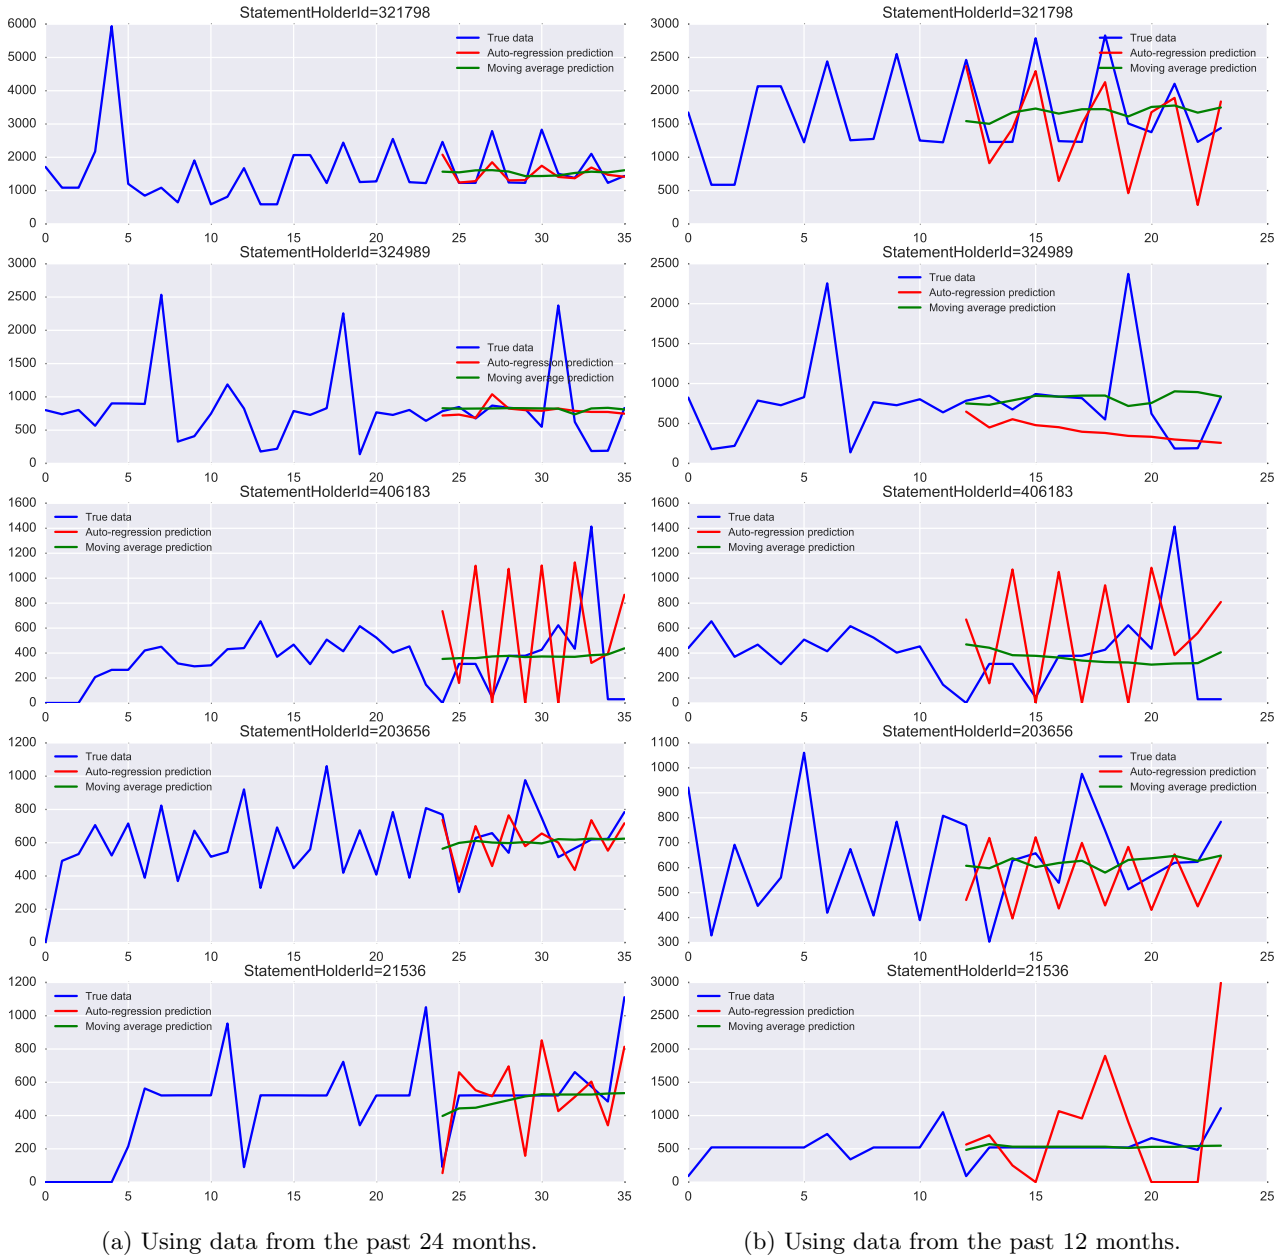 StatementHolderId=321798
6000
5000
4000
3000
2000
1000
0
0 5 10 15 20 25 30 35
True data
Auto-regression prediction
Moving average prediction
StatementHolderId=324989
3000
2500
2000
1500
1000
500
0
0 5 10 15 20 25 30 35
True data
Auto-regression prediction
Moving average prediction
StatementHolderId=406183
1600
1400
1200
1000
800
600
400
200
0
0 5 10 15 20 25 30 35
True data
Auto-regression prediction
Moving average prediction
StatementHolderId=203656
1200
1000
800
600
400
200
0
0 5 10 15 20 25 30 35
True data
Auto-regression prediction
Moving average prediction
StatementHolderId=21536
1200
1000
800
600
400
200
0
0 5 10 15 20 25 30 35
True data
Auto-regression prediction
Moving average prediction
(a) Using data from the past 24 months.
StatementHolderId=321798
3000
2500
2000
1500
1000
500
0
0 5 10 15 20 25
True data
Auto-regression prediction
Moving average prediction
StatementHolderId=324989
2500
2000
1500
1000
500
0
0 5 10 15 20 25
True data
Auto-regression prediction
Moving average prediction
StatementHolderId=406183
1600
1400
1200
1000
800
600
400
200
0
0 5 10 15 20 25
True data
Auto-regression prediction
Moving average prediction
StatementHolderId=203656
1100
1000
900
800
700
600
500
400
300
0 5 10 15 20 25
True data
Auto-regression prediction
Moving average prediction
StatementHolderId=21536
3000
2500
2000
1500
1000
500
0
0 5 10 15 20 25
True data
Auto-regression prediction
Moving average prediction
(b) Using data from the past 12 months.